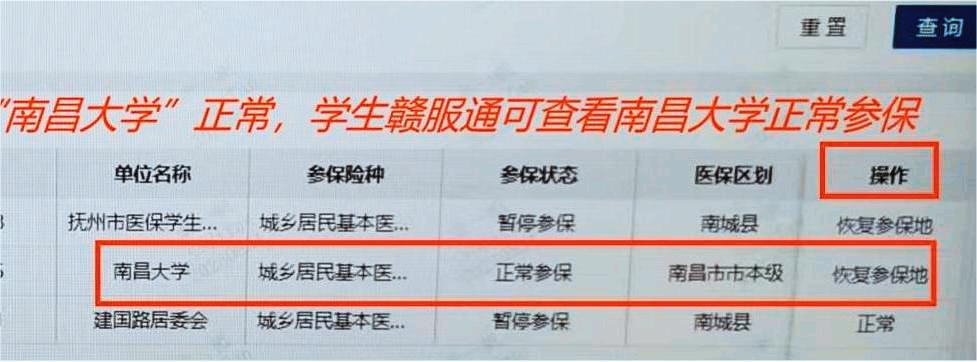 重置 查询
“南昌大学”正常，学生赣服通可查看南昌大学正常参保
单位名称 参保险种 参保状态 医保区划 操作
抚州市医保学生... 城乡居民基本医... 暂停参保 南城县 恢复参保地
南昌大学 城乡居民基本医... 正常参保 南昌市市本级 恢复参保地
建国路居委会 城乡居民基本医... 暂停参保 南城县 正常